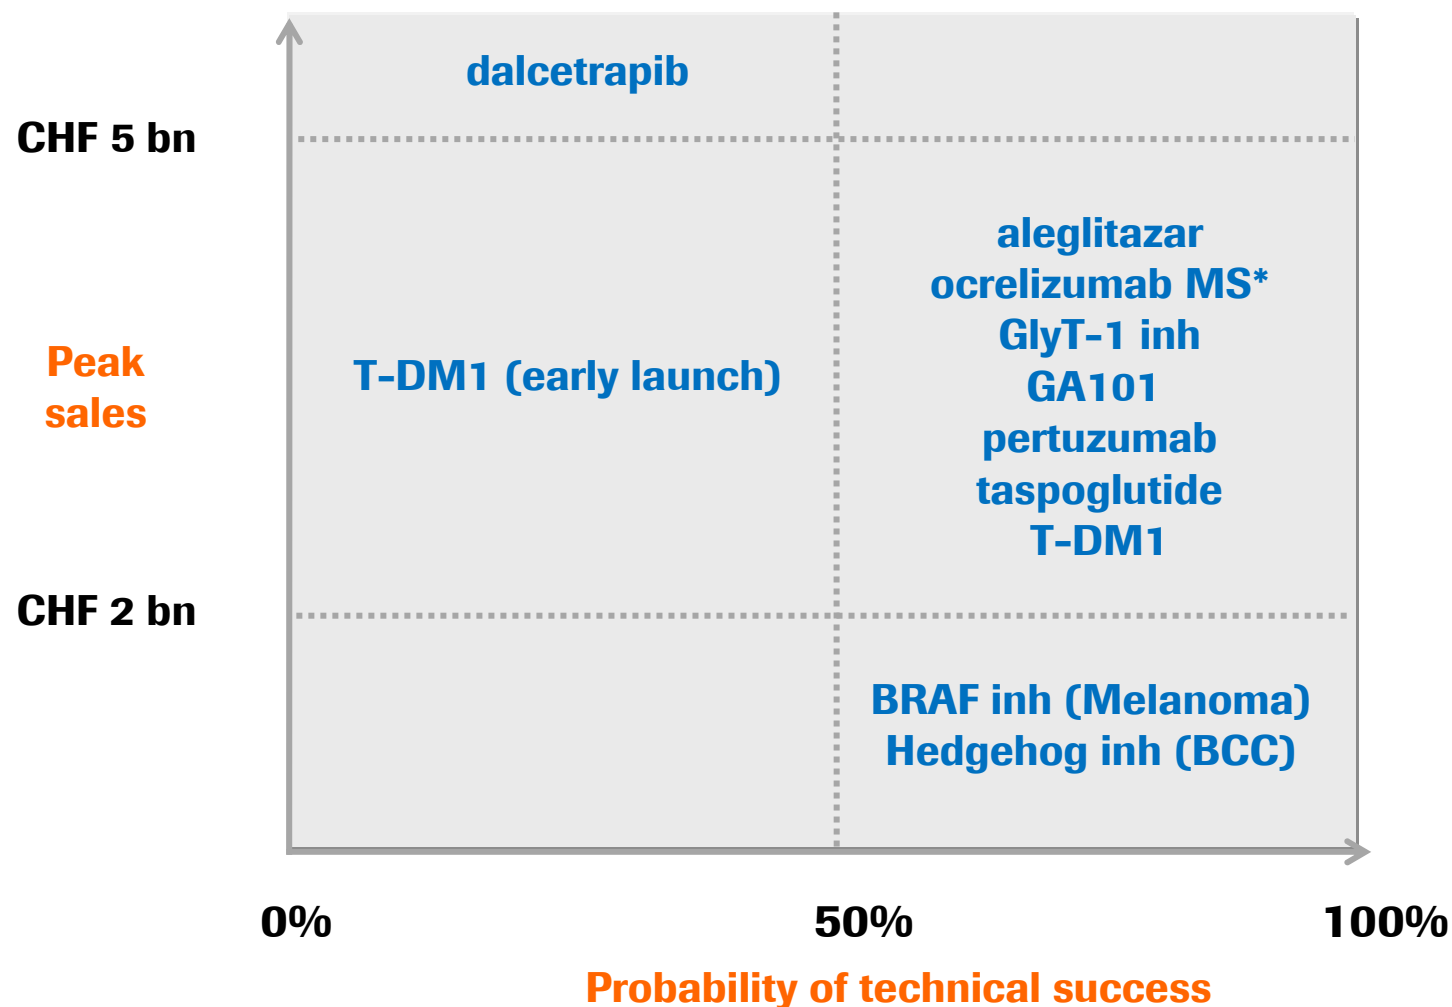 dalcetrapib
CHF 5 bn
aleglitazar
ocrelizumab MS*
GlyT-1 inh
Peak
sales
T-DM1 (early launch)
GA101
pertuzumab
taspoglutide
T-DM1
CHF 2 bn
BRAF inh (Melanoma)
Hedgehog inh (BCC)
0%
50%
100%
Probability of technical success